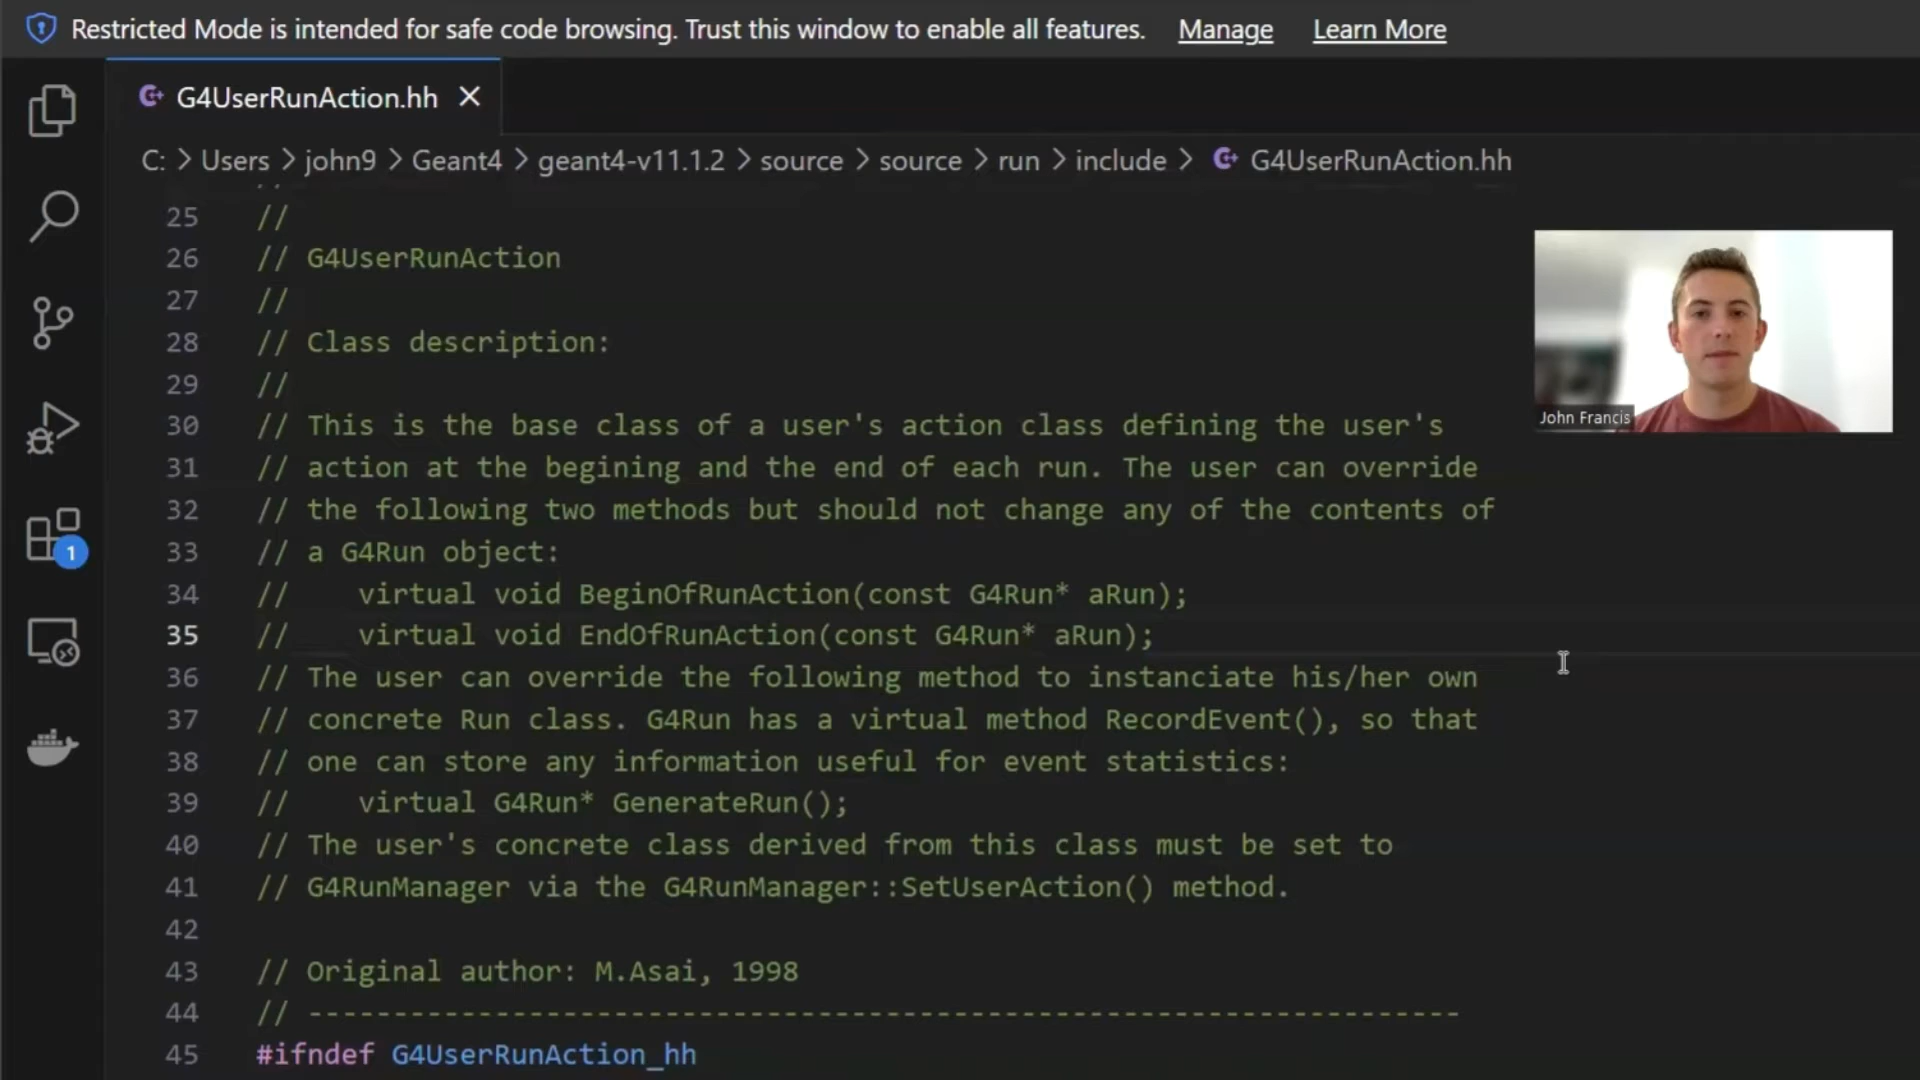 Restricted Mode is intended for safe code browsing. Trust this window to enable all features. Manage Learn More
G4UserRunAction.hh
C: > Users > john9 > Geant4 > geant4-v11.1.2 > source > source > run > include > G4UserRunAction.hh
25 //
26 // G4UserRunAction
27 //
28 // Class description:
29 //
30 // This is the base class of a user's action class defining the user's
31 // action at the begining and the end of each run. The user can override
32 // the following two methods but should not change any of the contents of
33 // a G4Run object:
34 //    virtual void BeginOfRunAction(const G4Run* aRun);
35 //    virtual void EndOfRunAction(const G4Run* aRun);
36 // The user can override the following method to instanciate his/her own
37 // concrete Run class. G4Run has a virtual method RecordEvent(), so that
38 // one can store any information useful for event statistics:
39 //    virtual G4Run* GenerateRun();
40 // The user's concrete class derived from this class must be set to
41 // G4RunManager via the G4RunManager::SetUserAction() method.
42
43 // Original author: M.Asai, 1998
44 // --------------------------------------------------------------------
45 #ifndef G4UserRunAction_hh
John Francis
1